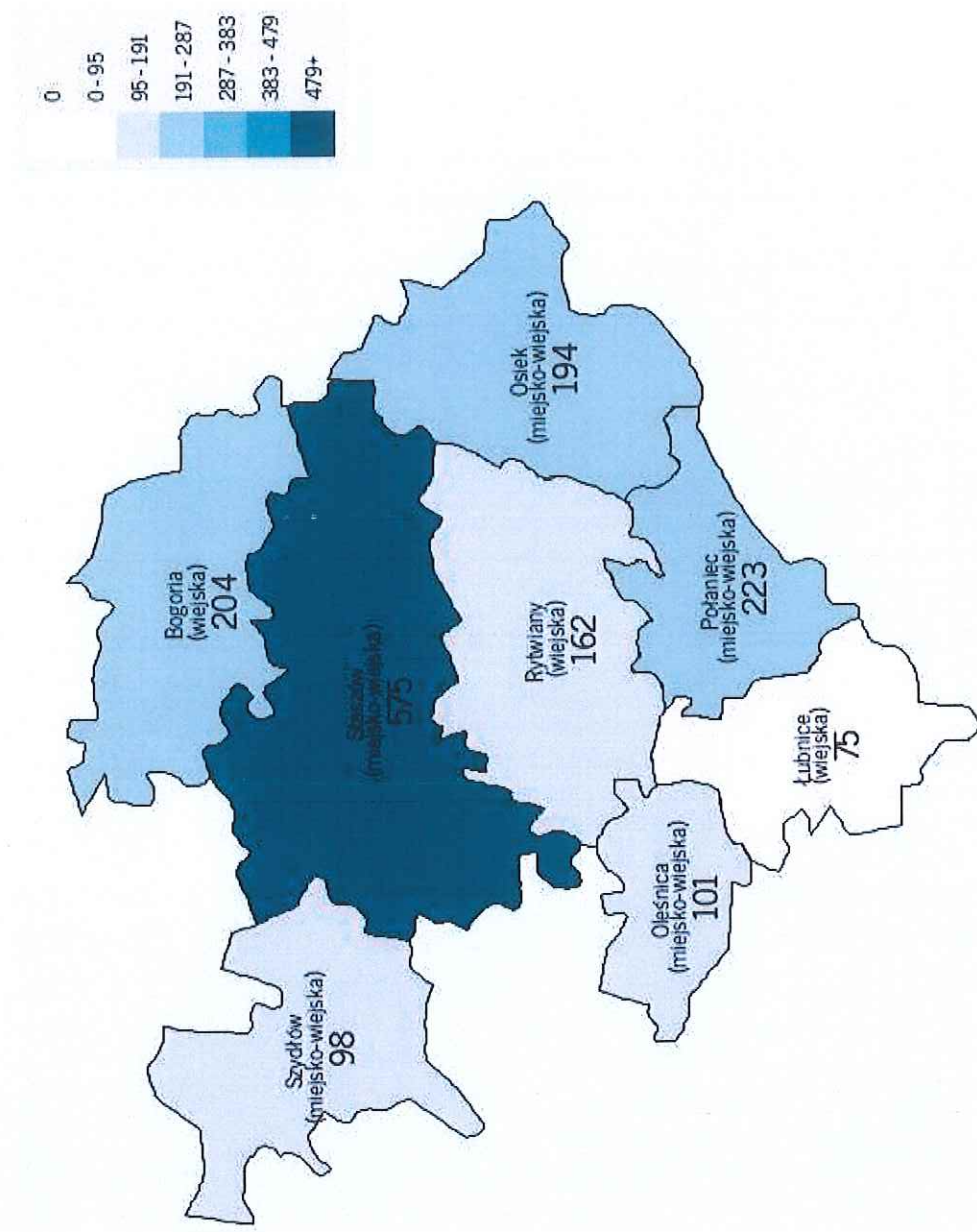 0
0 - 95
95 - 191
191 - 287
287 - 383
383 - 479
479+
Bogoria
(wiejska)
204
Staszów
(miejsko-wiejska)
575
Szydłów
(miejsko-wiejska)
98
Osiek
(miejsko-wiejska)
194
Rytwiany
(wiejska)
162
Połaniec
(miejsko-wiejska)
223
Oleśnica
(miejsko-wiejska)
101
Łubnice
(wiejska)
75